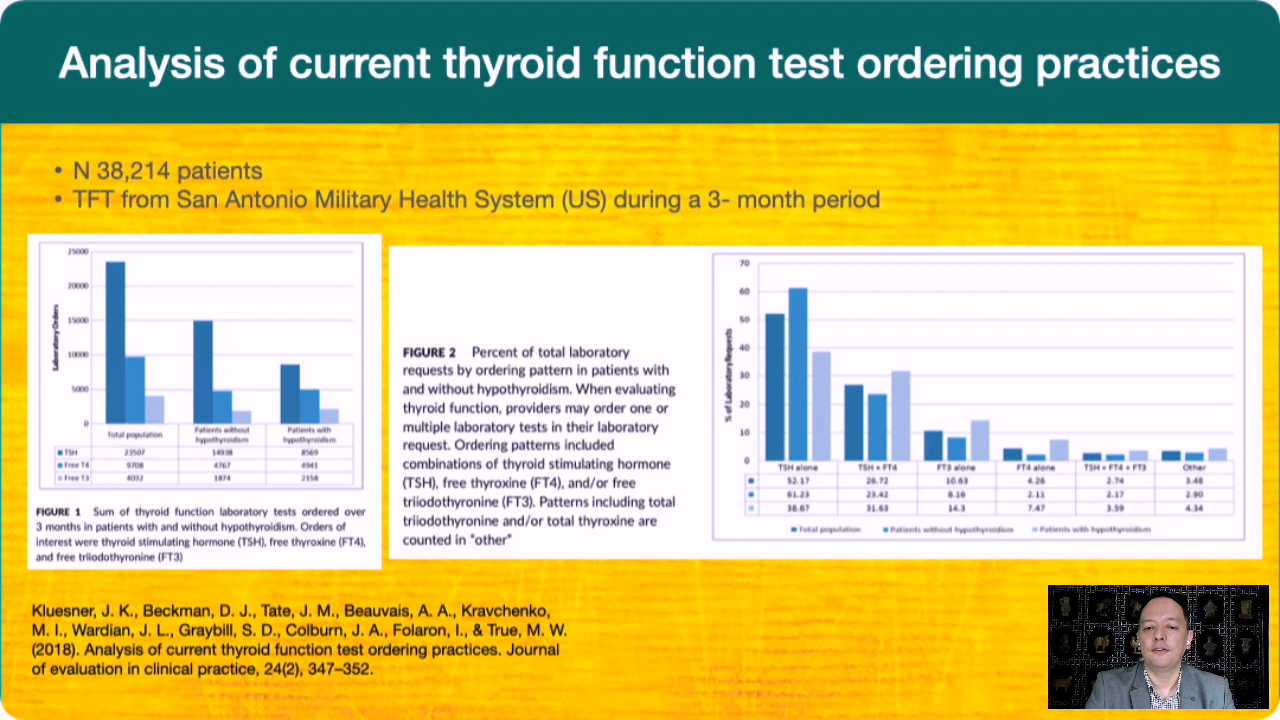 Analysis of current thyroid function test ordering practices
• N 38,214 patients
• TFT from San Antonio Military Health System (US) during a 3- month period
25000
20000
15000
10000
5000
0
Laboratory Orders
Total population
Patients without hypothyroidism
Patients with hypothyroidism
TSH 23507 14938 8569
Free T4 9708 4767 4941
Free T3 4032 1874 2158
FIGURE 1 Sum of thyroid function laboratory tests ordered over
3 months in patients with and without hypothyroidism. Orders of
interest were thyroid stimulating hormone (TSH), free thyroxine (FT4),
and free triiodothyronine (FT3)
FIGURE 2 Percent of total laboratory
requests by ordering pattern in patients with
and without hypothyroidism. When evaluating
thyroid function, providers may order one or
multiple laboratory tests in their laboratory
request. Ordering patterns included
combinations of thyroid stimulating hormone
(TSH), free thyroxine (FT4), and/or free
triiodothyronine (FT3). Patterns including total
triiodothyronine and/or total thyroxine are
counted in "other"
70
60
50
40
30
20
10
0
% of Laboratory Requests
TSH alone TSH + FT4 FT3 alone FT4 alone TSH + FT4 + FT3 Other
52.17 26.72 10.63 4.26 2.74 3.48
61.23 23.42 8.16 2.11 2.17 2.90
38.67 31.63 14.3 7.47 3.59 4.34
Total population Patients without hypothyroidism Patients with hypothyroidism
Kluesner, J. K., Beckman, D. J., Tate, J. M., Beauvais, A. A., Kravchenko,
M. I., Wardian, J. L., Graybill, S. D., Colburn, J. A., Folaron, I., & True, M. W.
(2018). Analysis of current thyroid function test ordering practices. Journal
of evaluation in clinical practice, 24(2), 347–352.